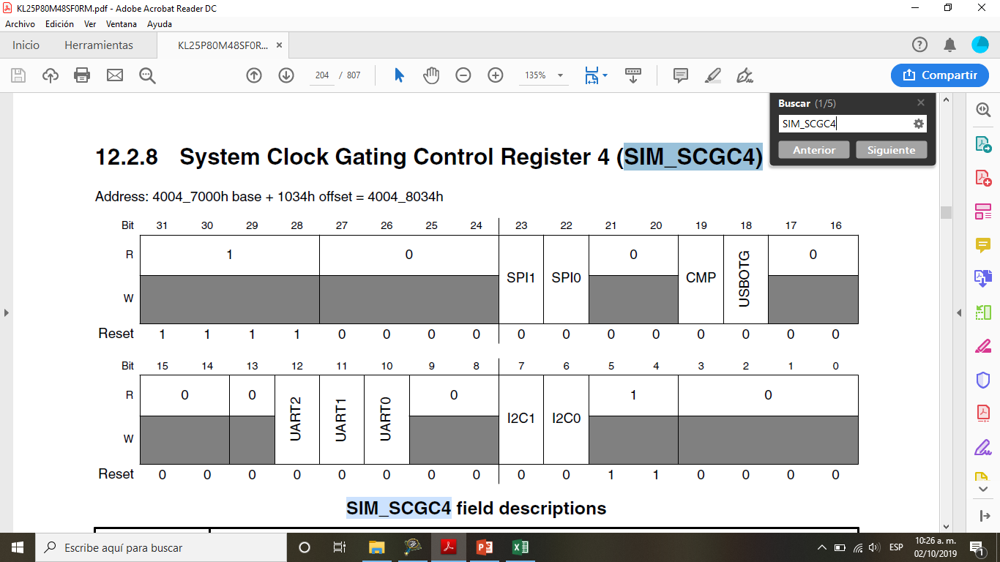 KL25P80M48SF0RM.pdf - Adobe Acrobat Reader DC
Archivo Edición Ver Ventana Ayuda
Inicio Herramientas KL25P80M48SF0R... ×
204 / 807 135% Compartir
Buscar (1/5)
SIM_SCGC4
Anterior Siguiente
12.2.8 System Clock Gating Control Register 4 (SIM_SCGC4)
Address: 4004_7000h base + 1034h offset = 4004_8034h
Bit 31 30 29 28 27 26 25 24 23 22 21 20 19 18 17 16
R 1 0 SPI1 SPI0 0 CMP USBOTG 0
W
Reset 1 1 1 1 0 0 0 0 0 0 0 0 0 0 0 0
Bit 15 14 13 12 11 10 9 8 7 6 5 4 3 2 1 0
R 0 0 UART2 UART1 UART0 0 I2C1 I2C0 1 0
W
Reset 0 0 0 0 0 0 0 0 0 0 1 1 0 0 0 0
SIM_SCGC4 field descriptions
Escribe aquí para buscar
ESP
10:26 a. m.
02/10/2019
1